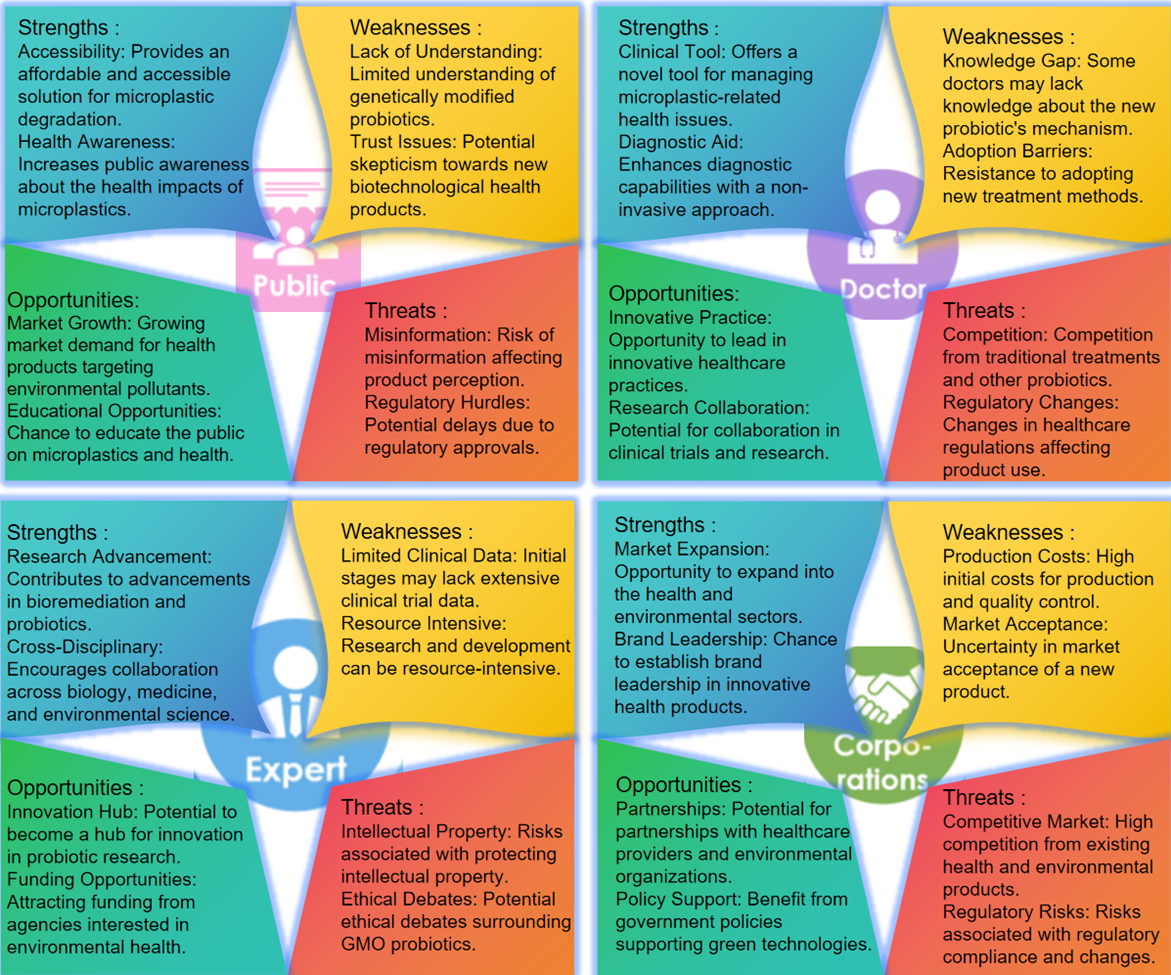 Strengths :
Accessibility: Provides an
affordable and accessible
solution for microplastic
degradation.
Health Awareness:
Increases public awareness
about the health impacts of
microplastics.
Weaknesses :
Lack of Understanding:
Limited understanding of
genetically modified
probiotics.
Trust Issues: Potential
skepticism towards new
biotechnological health
products.
Public
Opportunities:
Market Growth: Growing
market demand for health
products targeting
environmental pollutants.
Educational Opportunities:
Chance to educate the public
on microplastics and health.
Threats :
Misinformation: Risk of
misinformation affecting
product perception.
Regulatory Hurdles:
Potential delays due to
regulatory approvals.
Strengths :
Clinical Tool: Offers a
novel tool for managing
microplastic-related
health issues.
Diagnostic Aid:
Enhances diagnostic
capabilities with a non-
invasive approach.
Weaknesses :
Knowledge Gap: Some
doctors may lack
knowledge about the new
probiotic's mechanism.
Adoption Barriers:
Resistance to adopting
new treatment methods.
Doctor
Opportunities:
Innovative Practice:
Opportunity to lead in
innovative healthcare
practices.
Research Collaboration:
Potential for collaboration in
clinical trials and research.
Threats :
Competition: Competition
from traditional treatments
and other probiotics.
Regulatory Changes:
Changes in healthcare
regulations affecting
product use.
Strengths :
Research Advancement:
Contributes to advancements
in bioremediation and
probiotics.
Cross-Disciplinary:
Encourages collaboration
across biology, medicine,
and environmental science.
Weaknesses :
Limited Clinical Data: Initial
stages may lack extensive
clinical trial data.
Resource Intensive:
Research and development
can be resource-intensive.
Expert
Opportunities :
Innovation Hub: Potential to
become a hub for innovation
in probiotic research.
Funding Opportunities:
Attracting funding from
agencies interested in
environmental health.
Threats :
Intellectual Property: Risks
associated with protecting
intellectual property.
Ethical Debates: Potential
ethical debates surrounding
GMO probiotics.
Strengths :
Market Expansion:
Opportunity to expand into
the health and
environmental sectors.
Brand Leadership: Chance
to establish brand
leadership in innovative
health products.
Weaknesses :
Production Costs: High
initial costs for production
and quality control.
Market Acceptance:
Uncertainty in market
acceptance of a new
product.
Corpo-
rations
Opportunities :
Partnerships: Potential for
partnerships with healthcare
providers and environmental
organizations.
Policy Support: Benefit from
government policies
supporting green technologies.
Threats :
Competitive Market: High
competition from existing
health and environmental
products.
Regulatory Risks: Risks
associated with regulatory
compliance and changes.